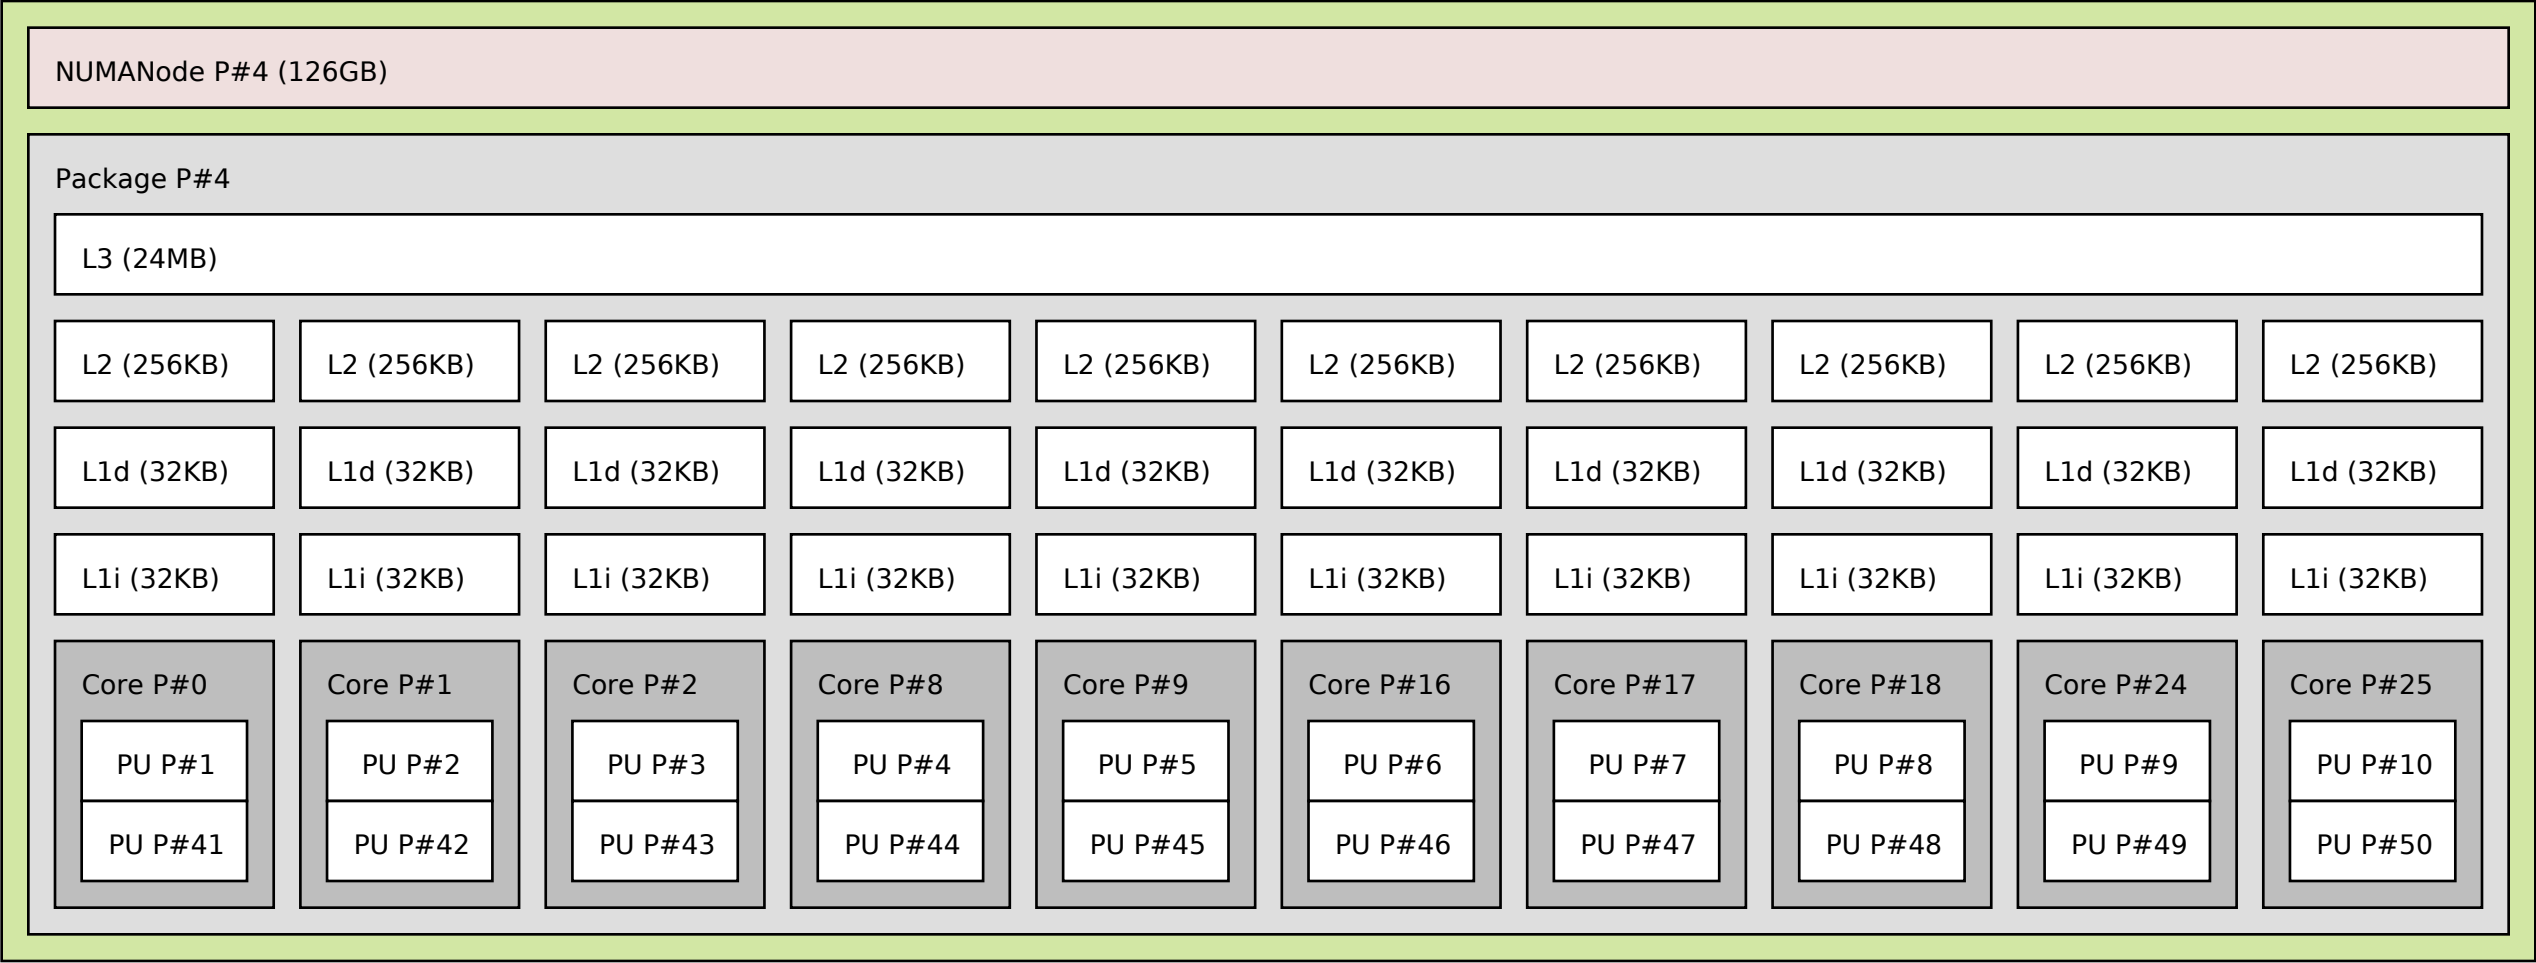 NUMANode P#4 (126GB)
Package P#4
L3 (24MB)
L2 (256KB) L2 (256KB) L2 (256KB) L2 (256KB) L2 (256KB) L2 (256KB) L2 (256KB) L2 (256KB) L2 (256KB) L2 (256KB)
L1d (32KB) L1d (32KB) L1d (32KB) L1d (32KB) L1d (32KB) L1d (32KB) L1d (32KB) L1d (32KB) L1d (32KB) L1d (32KB)
L1i (32KB) L1i (32KB) L1i (32KB) L1i (32KB) L1i (32KB) L1i (32KB) L1i (32KB) L1i (32KB) L1i (32KB) L1i (32KB)
Core P#0 Core P#1 Core P#2 Core P#8 Core P#9 Core P#16 Core P#17 Core P#18 Core P#24 Core P#25
PU P#1 PU P#2 PU P#3 PU P#4 PU P#5 PU P#6 PU P#7 PU P#8 PU P#9 PU P#10
PU P#41 PU P#42 PU P#43 PU P#44 PU P#45 PU P#46 PU P#47 PU P#48 PU P#49 PU P#50